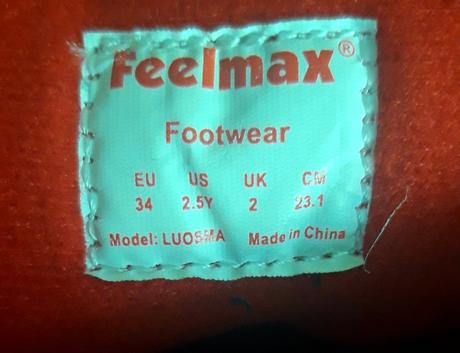 Feelmax®
Footwear
EU US UK CM
34 2.5Y 2 23.1
Model: LUOSMA Made in China